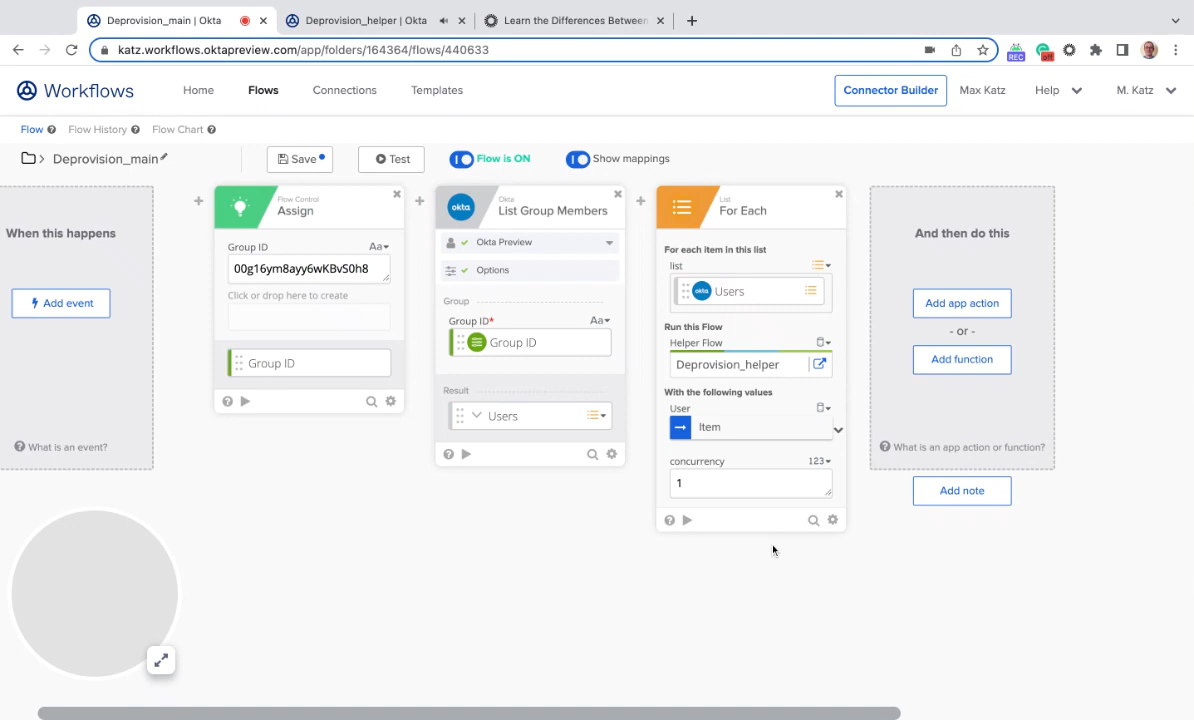 Deprovision_main | Okta
Deprovision_helper | Okta
Learn the Differences Between
katz.workflows.oktapreview.com/app/folders/164364/flows/440633
REC
off
Workflows
Home
Flows
Connections
Templates
Connector Builder
Max Katz
Help
M. Katz
Flow
Flow History
Flow Chart
Deprovision_main
Save
Test
Flow is ON
Show mappings
When this happens
Add event
What is an event?
Flow Control
Assign
Group ID
Aa
00g16ym8ayy6wKBvS0h8
Click or drop here to create
Group ID
Okta
List Group Members
okta
Okta Preview
Options
Group
Group ID*
Aa
Group ID
Result
Users
List
For Each
For each item in this list
list
okta
Users
Run this Flow
Helper Flow
Deprovision_helper
With the following values
User
Item
concurrency
123
1
And then do this
Add app action
- or -
Add function
What is an app action or function?
Add note